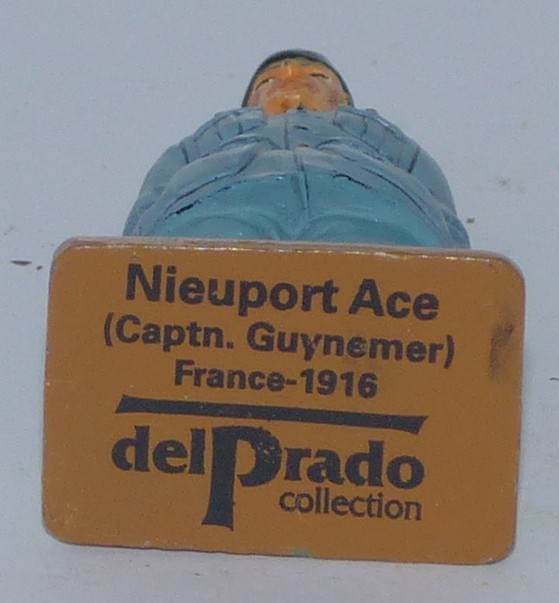 Nieuport Ace
(Captn. Guynemer)
France-1916
delPrado
collection